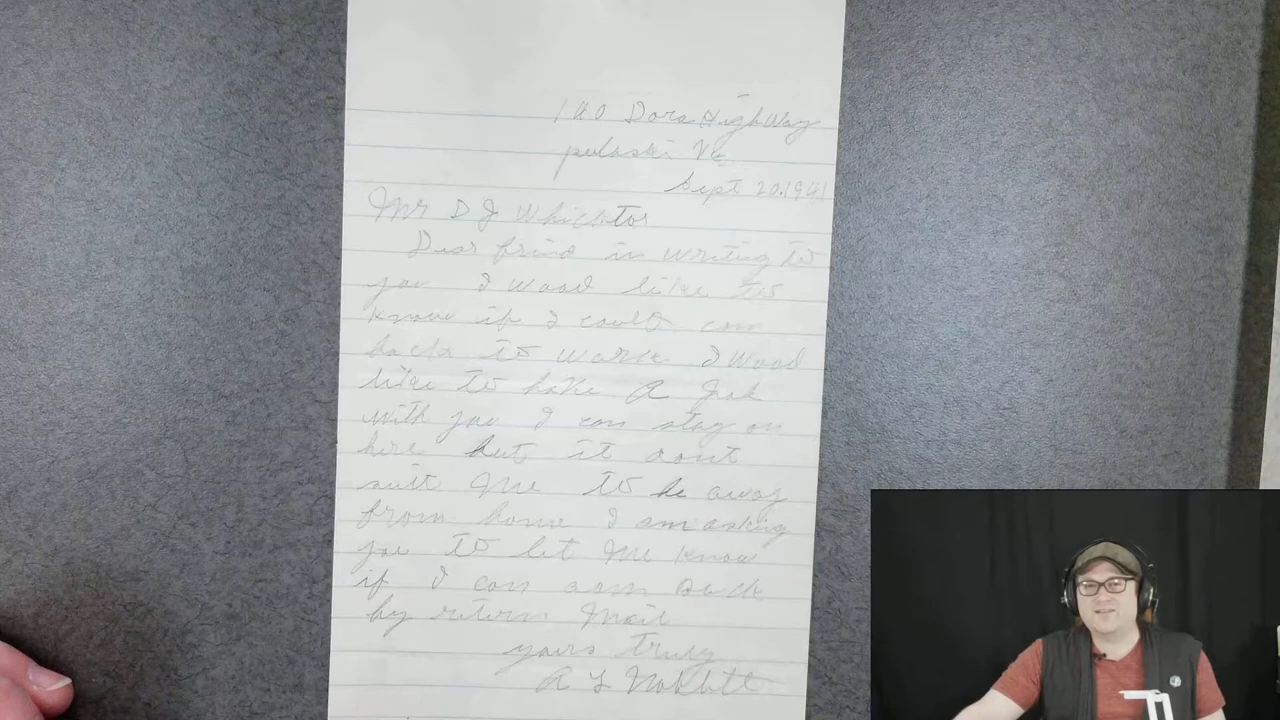 Dora HighWay
pulaski Va
Sept 20.1941
Mr D J
Dear frind in writing to
you I wood like to
know if I could com
back to work I wood
like to have A Job
With you I can stay on
here but it dont
suit Me to be away
from home I am asking
you to let Me know
if I can com back
by return Mail
yours truly
A L